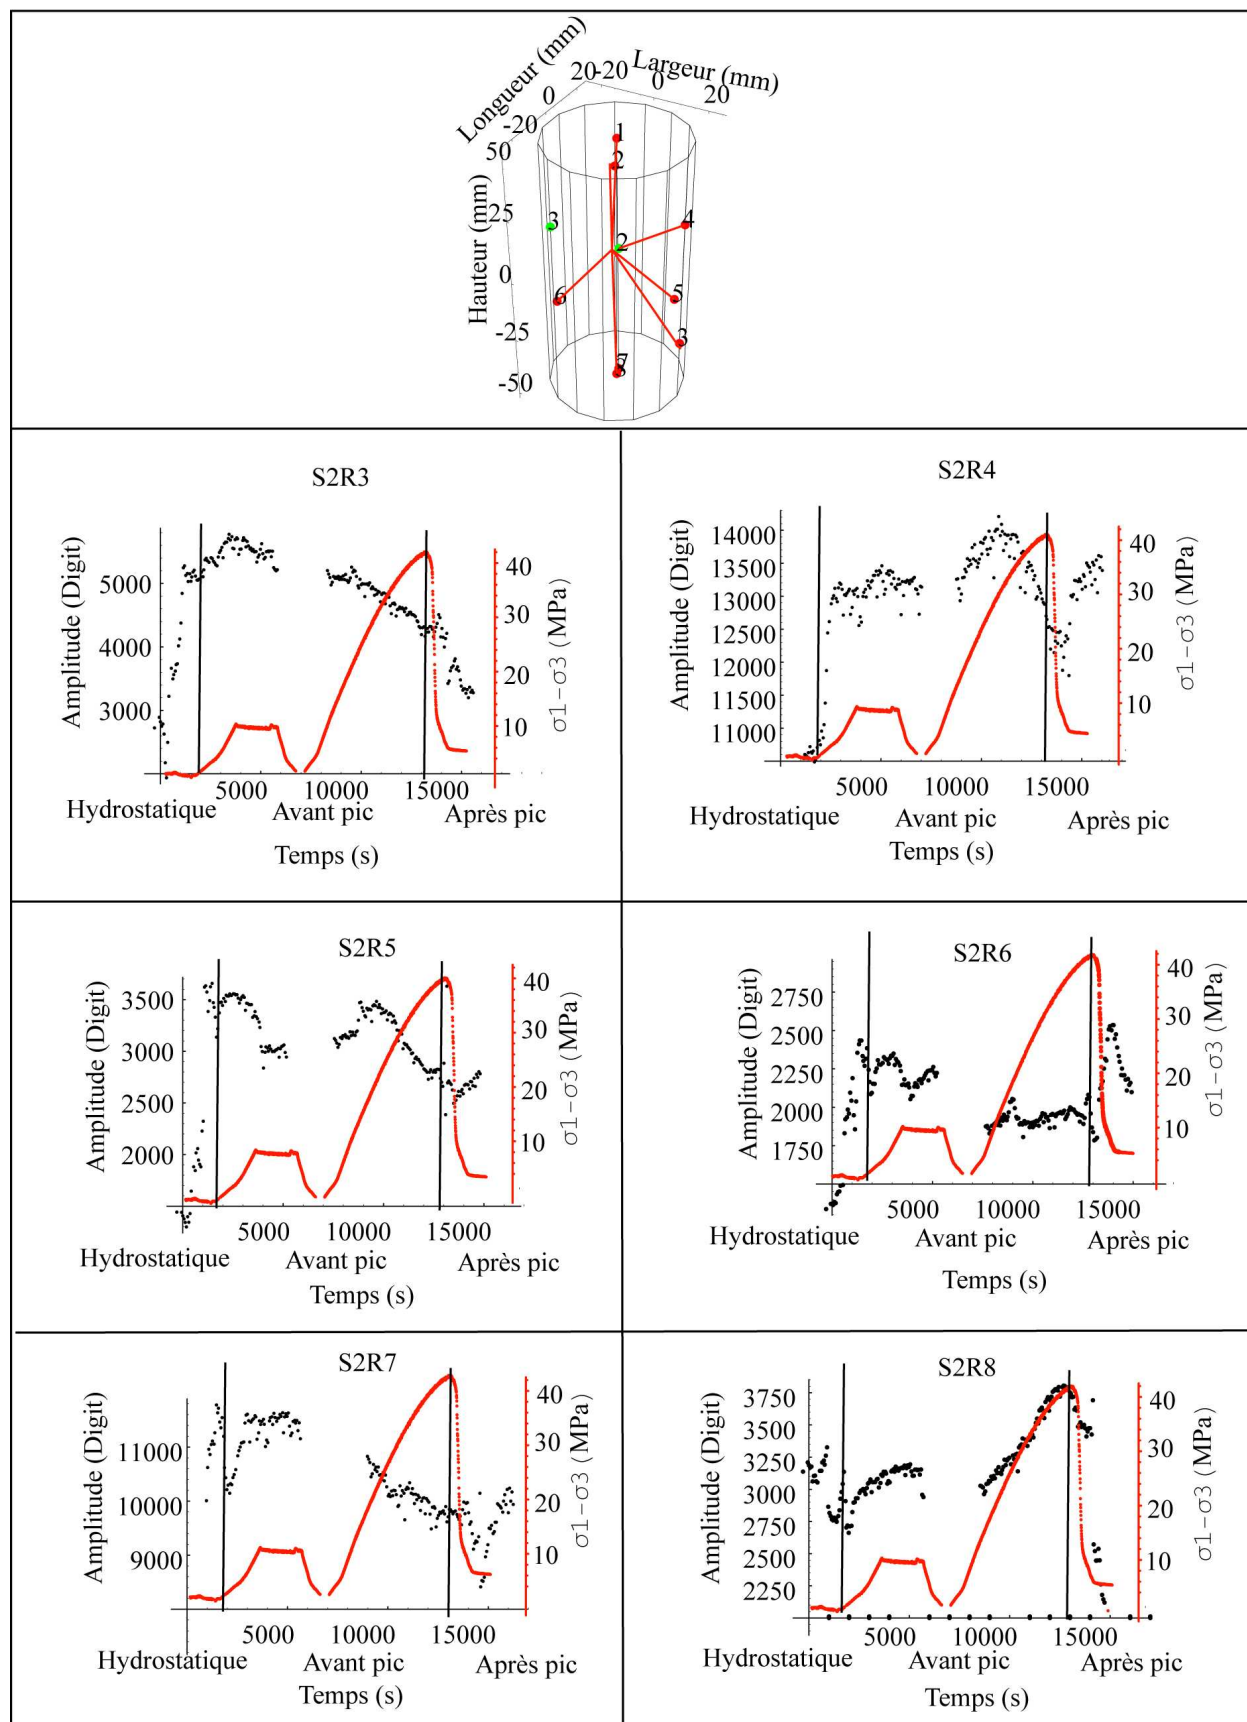 Longueur (mm)
-20 0 20
Largeur (mm)
-20 0 20
Hauteur (mm)
50
25
0
-25
-50
1
2
3
4
2
6
5
3
7
8
S2R3
Amplitude (Digit)
5000
4000
3000
40
30
20
10
σ1-σ3 (MPa)
5000 10000 15000
Hydrostatique Avant pic Après pic
Temps (s)
S2R4
Amplitude (Digit)
14000
13500
13000
12500
12000
11500
11000
40
30
20
10
σ1-σ3 (MPa)
5000 10000 15000
Hydrostatique Avant pic Après pic
Temps (s)
S2R5
Amplitude (Digit)
3500
3000
2500
2000
40
30
20
10
σ1-σ3 (MPa)
5000 10000 15000
Hydrostatique Avant pic Après pic
Temps (s)
S2R6
Amplitude (Digit)
2750
2500
2250
2000
1750
40
30
20
10
σ1-σ3 (MPa)
5000 10000 15000
Hydrostatique Avant pic Après pic
Temps (s)
S2R7
Amplitude (Digit)
11000
10000
9000
40
30
20
10
σ1-σ3 (MPa)
5000 10000 15000
Hydrostatique Avant pic Après pic
Temps (s)
S2R8
Amplitude (Digit)
3750
3500
3250
3000
2750
2500
2250
40
30
20
10
σ1-σ3 (MPa)
5000 10000 15000
Hydrostatique Avant pic Après pic
Temps (s)